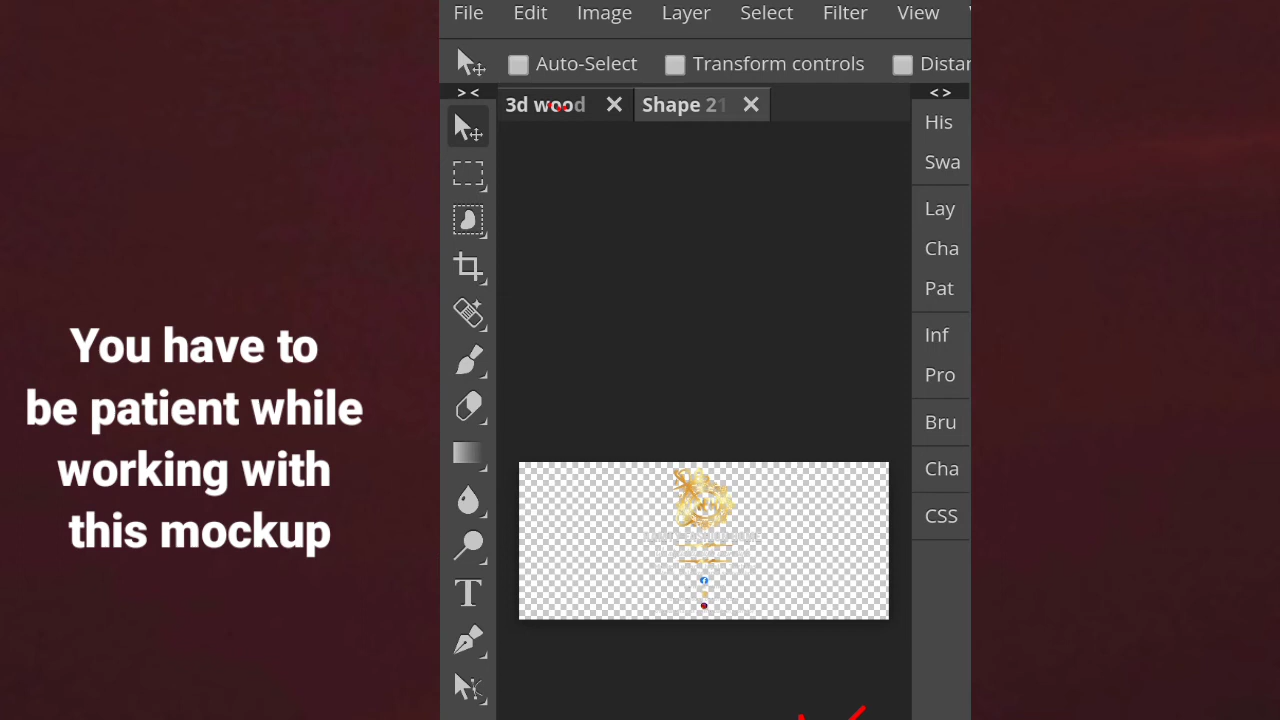 File Edit Image Layer Select Filter View
Auto-Select Transform controls Distan
> <
< >
3d wood
Shape 21
His
Swa
Lay
Cha
Pat
Inf
Pro
Bru
Cha
CSS
T
You have to
be patient while
working with
this mockup